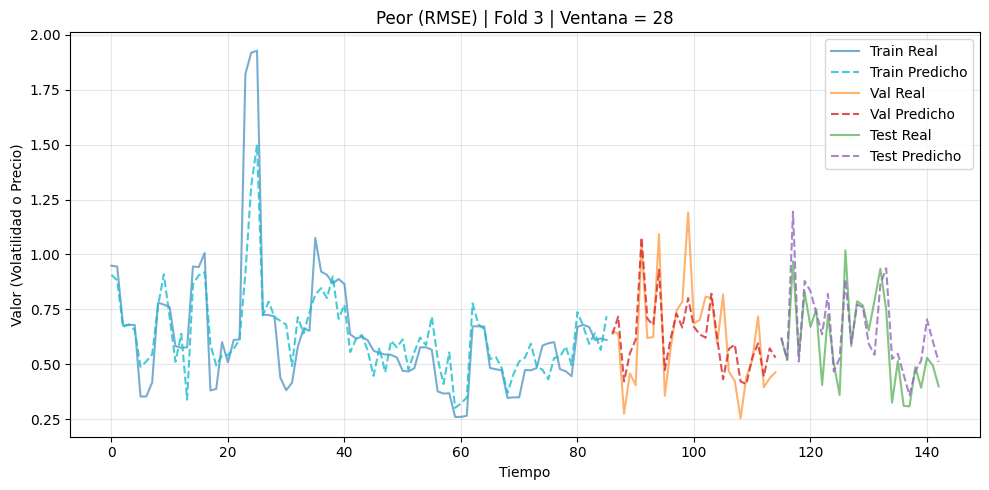 Peor (RMSE) | Fold 3 | Ventana = 28
Valor (Volatilidad o Precio)
2.00
1.75
1.50
1.25
1.00
0.75
0.50
0.25
Train Real
Train Predicho
Val Real
Val Predicho
Test Real
Test Predicho
0 20 40 60 80 100 120 140
Tiempo